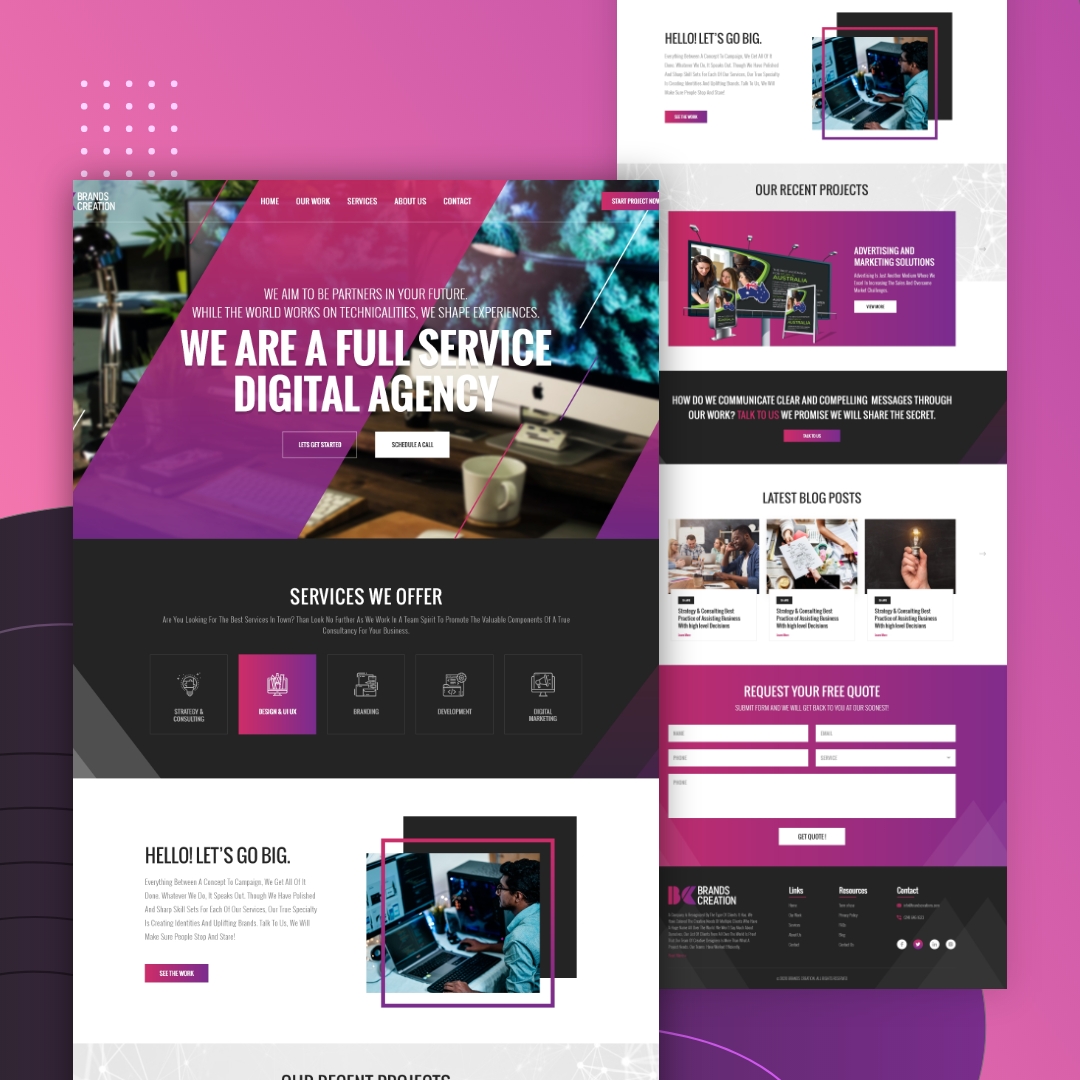 BRANDS
CREATION
HOME OUR WORK SERVICES ABOUT US CONTACT
START PROJECT NOW
WE AIM TO BE PARTNERS IN YOUR FUTURE.
WHILE THE WORLD WORKS ON TECHNICALITIES, WE SHAPE EXPERIENCES.
WE ARE A FULL SERVICE
DIGITAL AGENCY
LETS GET STARTED SCHEDULE A CALL
SERVICES WE OFFER
Are You Looking For The Best Services In Town? Than Look No Further As We Work In A Team Spirit To Promote The Valuable Components Of A True
Consultancy For Your Business.
STRATEGY &
CONSULTING
DESIGN & UI UX
BRANDING
DEVELOPMENT
DIGITAL
MARKETING
HELLO! LET'S GO BIG.
Everything Between A Concept To Campaign, We Get All Of It
Done. Whatever We Do, It Speaks Out, Though We Have Polished
And Sharp Skill Sets For Each Of Our Services, Our True Specialty
Is Creating Identities And Uplifting Brands. Talk To Us, We Will
Make Sure People Stop And Stare!
SEE THE WORK
OUR RECENT PROJECTS
HELLO! LET'S GO BIG.
Everything Between A Concept To Campaign, We Get All Of It
Done. Whatever We Do, It Speaks Out, Though We Have Polished
And Sharp Skill Sets For Each Of Our Services, Our True Specialty
Is Creating Identities And Uplifting Brands. Talk To Us, We Will
Make Sure People Stop And Stare!
SEE THE WORK
OUR RECENT PROJECTS
AUSTRALIA
ADVERTISING AND
MARKETING SOLUTIONS
Advertising Is Just Another Medium Where We
Excel In Increasing The Sales And Overcome
Market Challenges.
VIEW MORE
HOW DO WE COMMUNICATE CLEAR AND COMPELLING MESSAGES THROUGH
OUR WORK? TALK TO US WE PROMISE WE WILL SHARE THE SECRET.
TALK TO US
LATEST BLOG POSTS
Strategy & Consulting Best
Practice of Assisting Business
With high level Decisions
Strategy & Consulting Best
Practice of Assisting Business
With high level Decisions
Strategy & Consulting Best
Practice of Assisting Business
With high level Decisions
REQUEST YOUR FREE QUOTE
SUBMIT FORM AND WE WILL GET BACK TO YOU AT OUR SOONEST!
NAME EMAIL
PHONE SERVICE
PHONE
GET QUOTE !
BRANDS
CREATION
Links
Home
Our Work
Services
About Us
Contact
Resources
Privacy Policy
FAQs
Blog
Contact Us
Contact